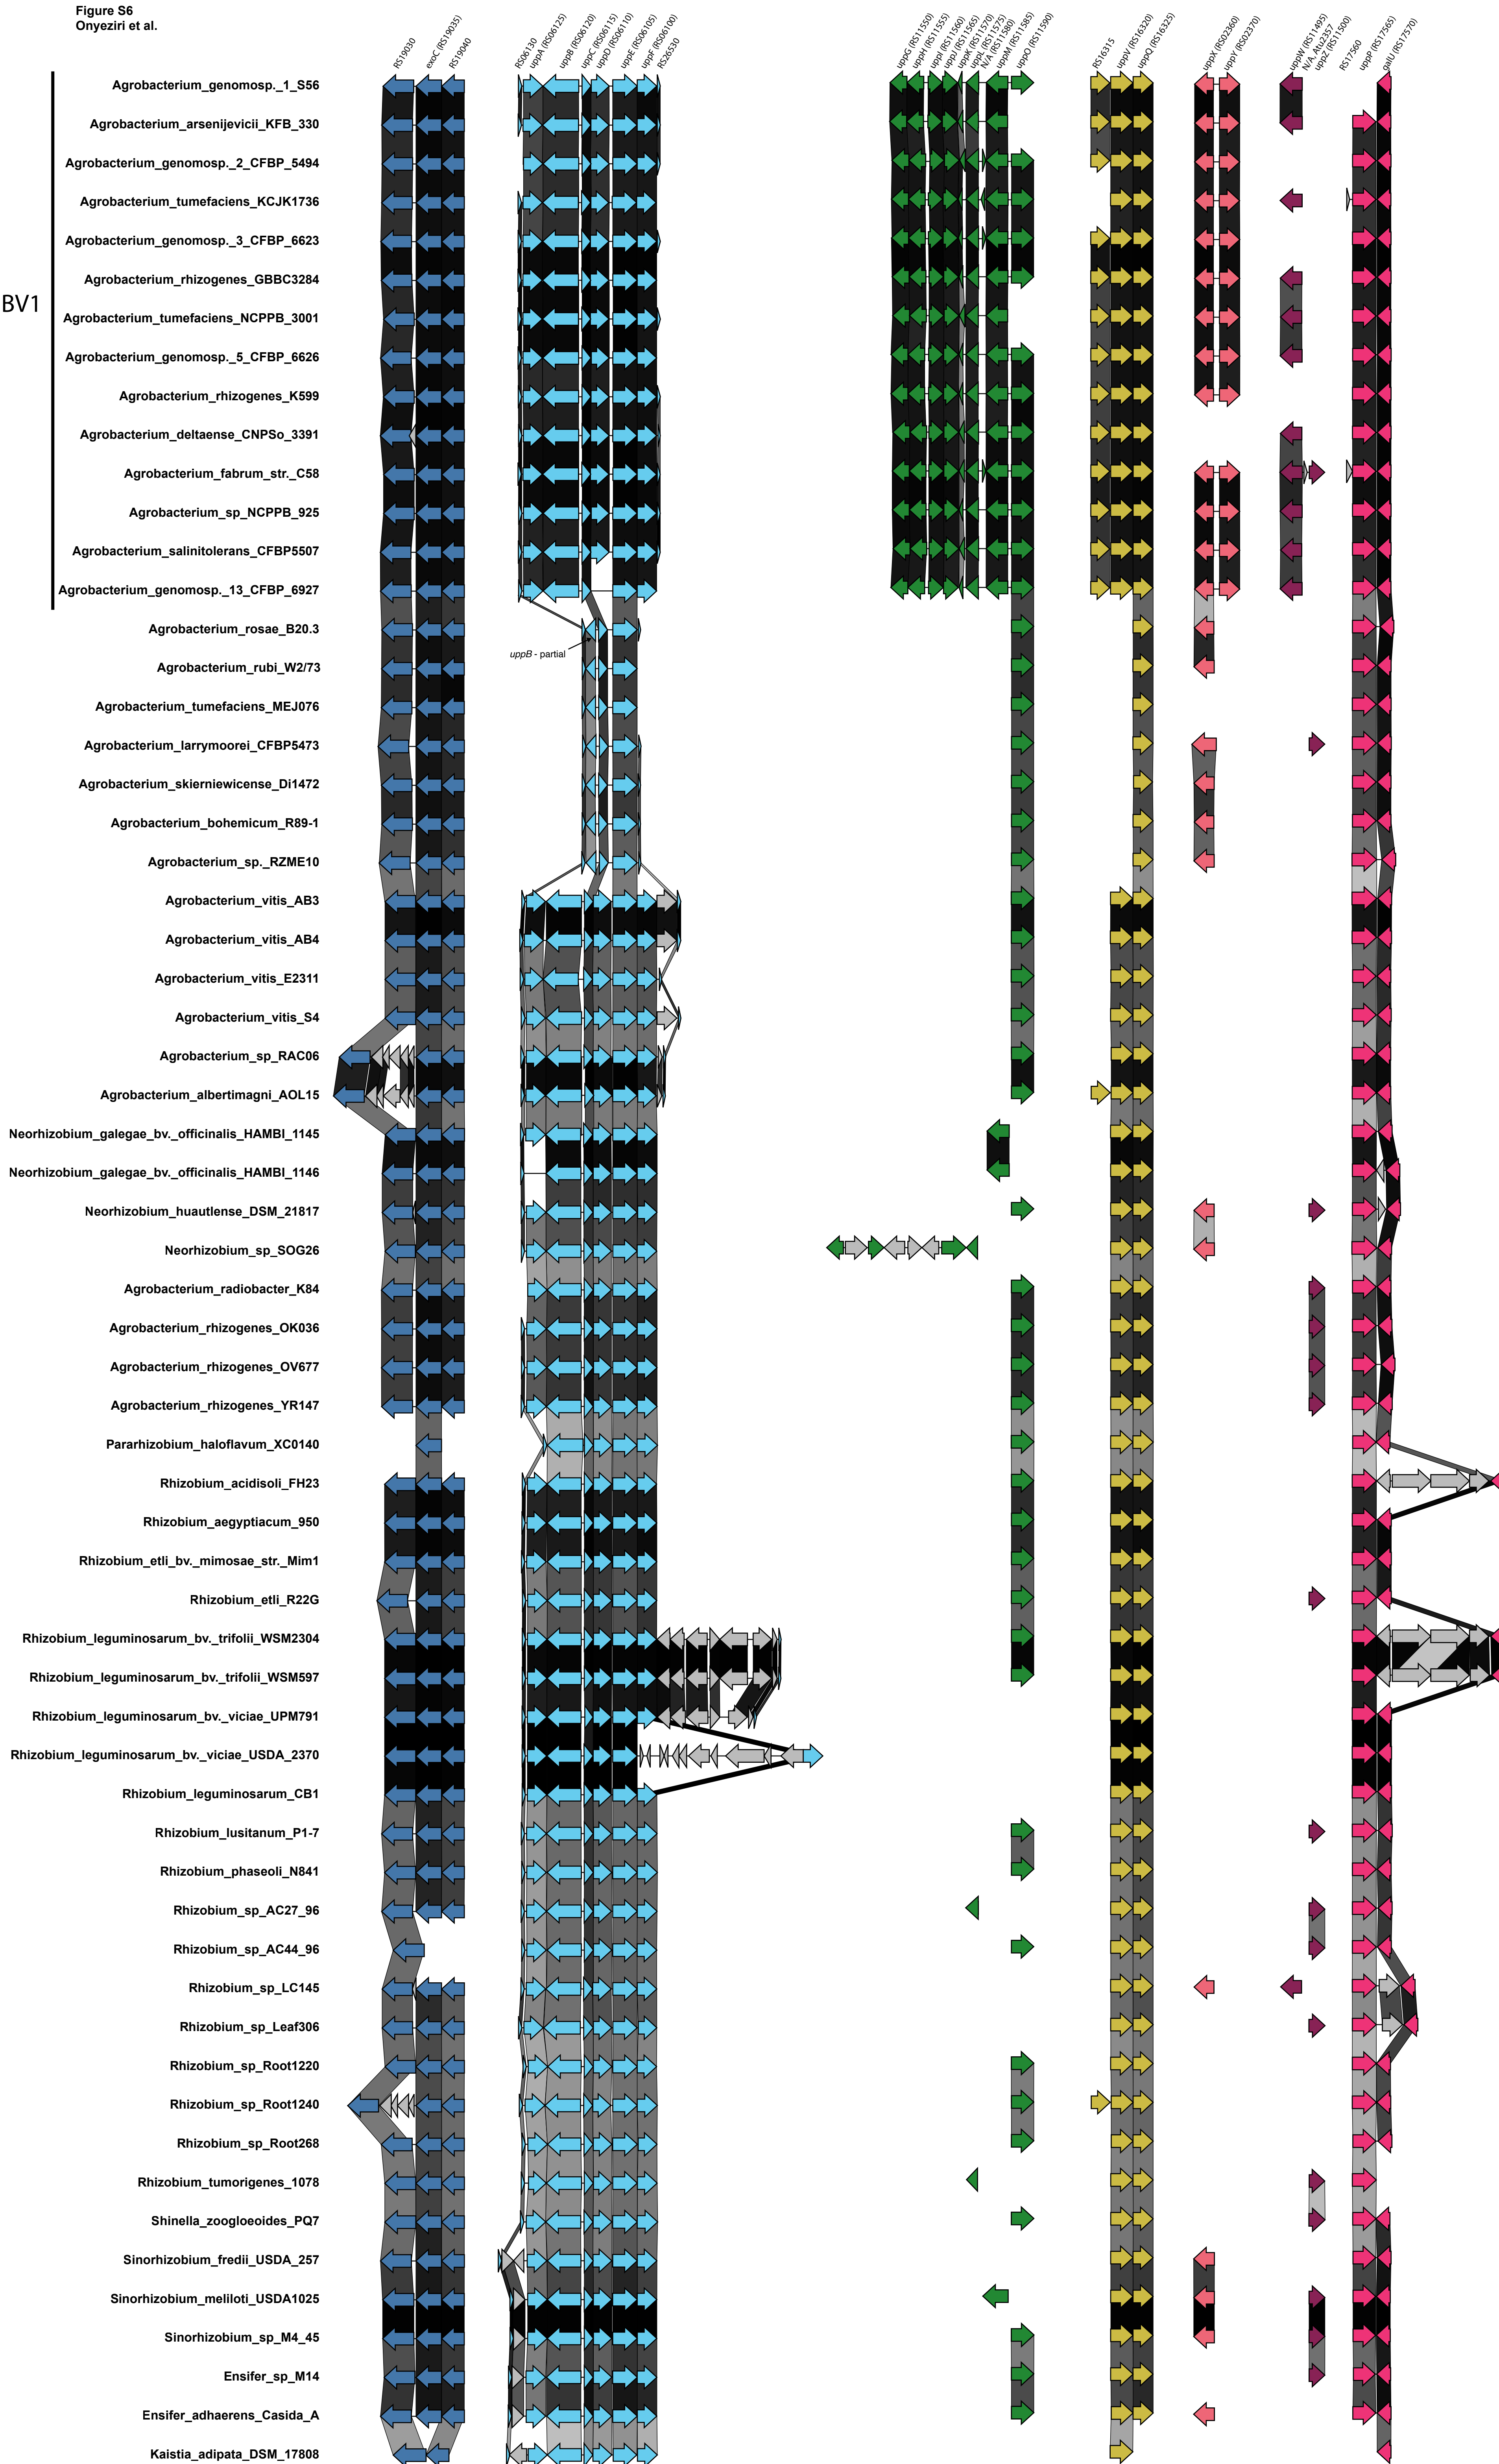 Figure S6
Onyeziri et al.
RS19030
exoC (RS19035)
RS19040
RS06130
uppA (RS06125)
uppB (RS06120)
uppC (RS06115)
uppD (RS06110)
uppE (RS06105)
uppF (RS06100)
RS26530
uppG (RS11550)
uppH (RS11555)
uppI (RS11560)
uppJ (RS11565)
uppK (RS11570)
uppL (RS11575)
N/A (RS11580)
uppM (RS11585)
uppO (RS11590)
RS16315
uppV (RS16320)
uppQ (RS16325)
uppX (RS02360)
uppY (RS02370)
uppW (RS11495)
N/A, Atu2357
uppZ (RS11500)
RS17560
uppP (RS17565)
galU (RS17570)
BV1
Agrobacterium_genomosp._1_S56
Agrobacterium_arsenijevicii_KFB_330
Agrobacterium_genomosp._2_CFBP_5494
Agrobacterium_tumefaciens_KCJK1736
Agrobacterium_genomosp._3_CFBP_6623
Agrobacterium_rhizogenes_GBBC3284
Agrobacterium_tumefaciens_NCPPB_3001
Agrobacterium_genomosp._5_CFBP_6626
Agrobacterium_rhizogenes_K599
Agrobacterium_deltaense_CNPSo_3391
Agrobacterium_fabrum_str._C58
Agrobacterium_sp_NCPPB_925
Agrobacterium_salinitolerans_CFBP5507
Agrobacterium_genomosp._13_CFBP_6927
Agrobacterium_rosae_B20.3
uppB - partial
Agrobacterium_rubi_W2/73
Agrobacterium_tumefaciens_MEJ076
Agrobacterium_larrymoorei_CFBP5473
Agrobacterium_skierniewicense_Di1472
Agrobacterium_bohemicum_R89-1
Agrobacterium_sp._RZME10
Agrobacterium_vitis_AB3
Agrobacterium_vitis_AB4
Agrobacterium_vitis_E2311
Agrobacterium_vitis_S4
Agrobacterium_sp_RAC06
Agrobacterium_albertimagni_AOL15
Neorhizobium_galegae_bv._officinalis_HAMBI_1145
Neorhizobium_galegae_bv._officinalis_HAMBI_1146
Neorhizobium_huautlense_DSM_21817
Neorhizobium_sp_SOG26
Agrobacterium_radiobacter_K84
Agrobacterium_rhizogenes_OK036
Agrobacterium_rhizogenes_OV677
Agrobacterium_rhizogenes_YR147
Pararhizobium_haloflavum_XC0140
Rhizobium_acidisoli_FH23
Rhizobium_aegyptiacum_950
Rhizobium_etli_bv._mimosae_str._Mim1
Rhizobium_etli_R22G
Rhizobium_leguminosarum_bv._trifolii_WSM2304
Rhizobium_leguminosarum_bv._trifolii_WSM597
Rhizobium_leguminosarum_bv._viciae_UPM791
Rhizobium_leguminosarum_bv._viciae_USDA_2370
Rhizobium_leguminosarum_CB1
Rhizobium_lusitanum_P1-7
Rhizobium_phaseoli_N841
Rhizobium_sp_AC27_96
Rhizobium_sp_AC44_96
Rhizobium_sp_LC145
Rhizobium_sp_Leaf306
Rhizobium_sp_Root1220
Rhizobium_sp_Root1240
Rhizobium_sp_Root268
Rhizobium_tumorigenes_1078
Shinella_zoogloeoides_PQ7
Sinorhizobium_fredii_USDA_257
Sinorhizobium_meliloti_USDA1025
Sinorhizobium_sp_M4_45
Ensifer_sp_M14
Ensifer_adhaerens_Casida_A
Kaistia_adipata_DSM_17808